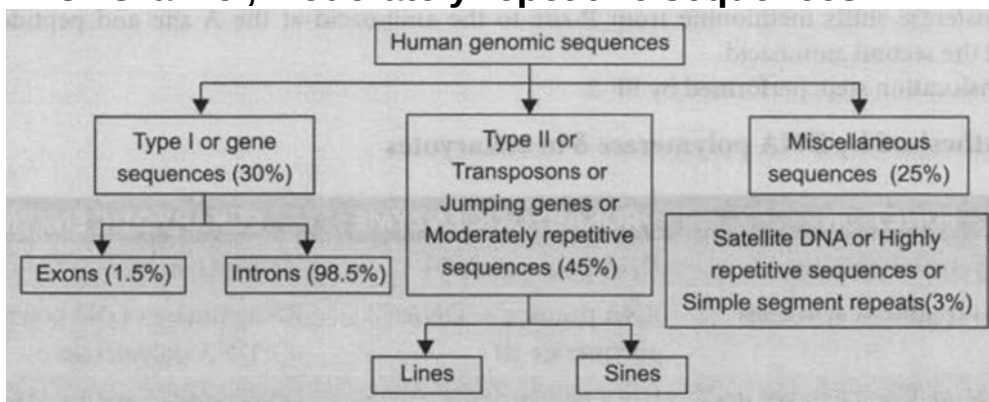 Human genomic sequences
Type I or gene
sequences (30%)
Type II or
Transposons or
Jumping genes or
Moderately repetitive
sequences (45%)
Miscellaneous
sequences (25%)
Exons (1.5%)
Introns (98.5%)
Satellite DNA or Highly
repetitive sequences or
Simple segment repeats(3%)
Lines
Sines